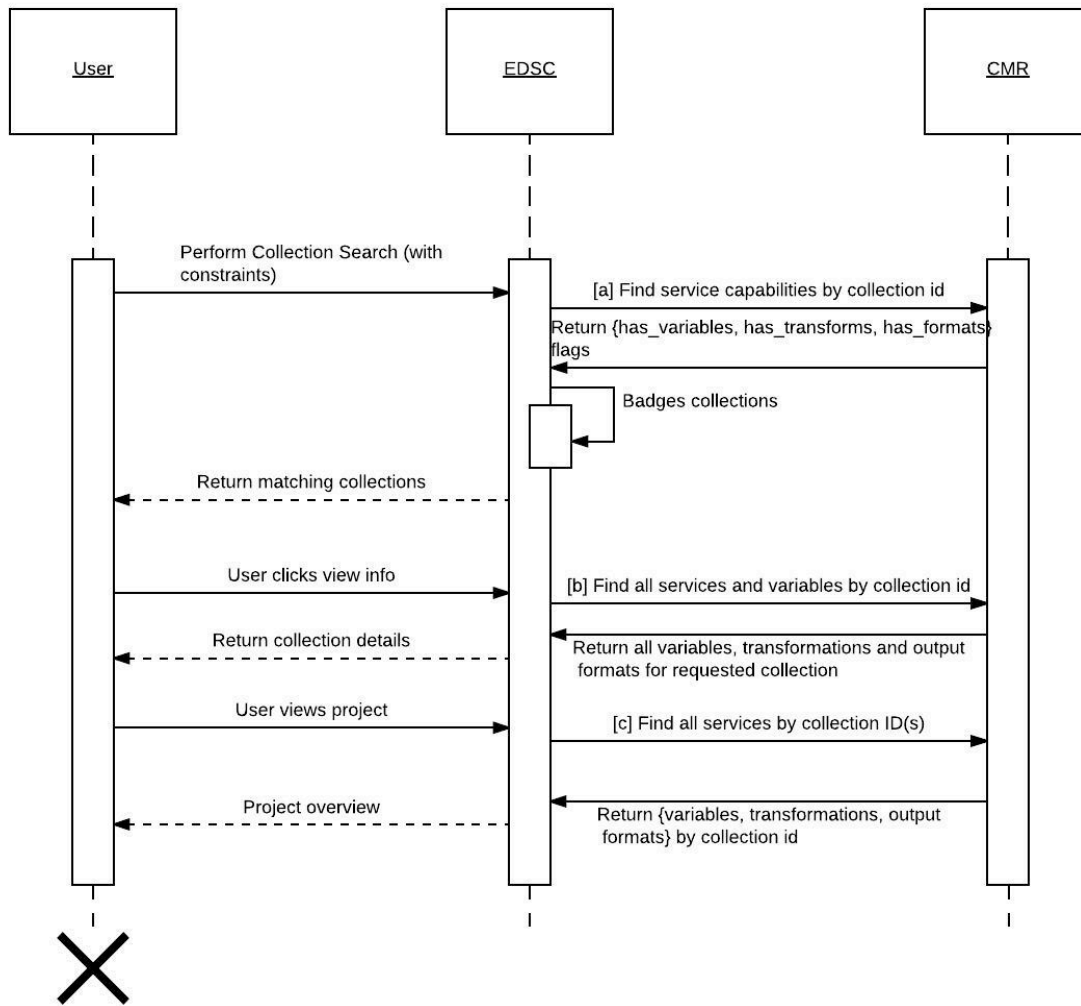 User
EDSC
CMR
Perform Collection Search (with
constraints)
[a] Find service capabilities by collection id
Return {has_variables, has_transforms, has_formats}
flags
Badges collections
Return matching collections
User clicks view info
[b] Find all services and variables by collection id
Return collection details
Return all variables, transformations and output
formats for requested collection
User views project
[c] Find all services by collection ID(s)
Project overview
Return {variables, transformations, output
formats} by collection id